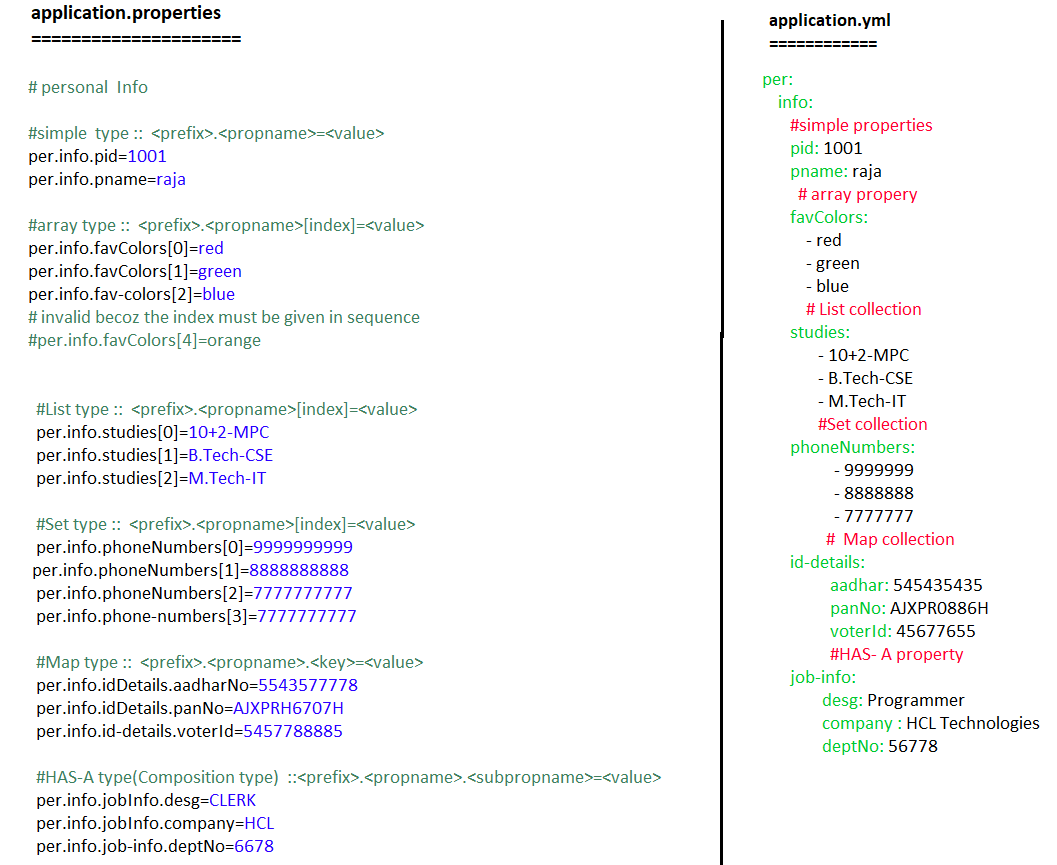 application.properties
=====================
# personal Info
#simple type :: <prefix>.<propname>=<value>
per.info.pid=1001
per.info.pname=raja
#array type :: <prefix>.<propname>[index]=<value>
per.info.favColors[0]=red
per.info.favColors[1]=green
per.info.fav-colors[2]=blue
# invalid becoz the index must be given in sequence
#per.info.favColors[4]=orange
#List type :: <prefix>.<propname>[index]=<value>
per.info.studies[0]=10+2-MPC
per.info.studies[1]=B.Tech-CSE
per.info.studies[2]=M.Tech-IT
#Set type :: <prefix>.<propname>[index]=<value>
per.info.phoneNumbers[0]=9999999999
per.info.phoneNumbers[1]=8888888888
per.info.phoneNumbers[2]=7777777777
per.info.phone-numbers[3]=7777777777
#Map type :: <prefix>.<propname>.<key>=<value>
per.info.idDetails.aadharNo=5543577778
per.info.idDetails.panNo=AJXPRH6707H
per.info.id-details.voterId=5457788885
#HAS-A type(Composition type) ::<prefix>.<propname>.<subpropname>=<value>
per.info.jobInfo.desg=CLERK
per.info.jobInfo.company=HCL
per.info.job-info.deptNo=6678
application.yml
============
per:
info:
#simple properties
pid: 1001
pname: raja
# array propery
favColors:
- red
- green
- blue
# List collection
studies:
- 10+2-MPC
- B.Tech-CSE
- M.Tech-IT
#Set collection
phoneNumbers:
- 9999999
- 8888888
- 7777777
# Map collection
id-details:
aadhar: 545435435
panNo: AJXPR0886H
voterId: 45677655
#HAS- A property
job-info:
desg: Programmer
company : HCL Technologies
deptNo: 56778